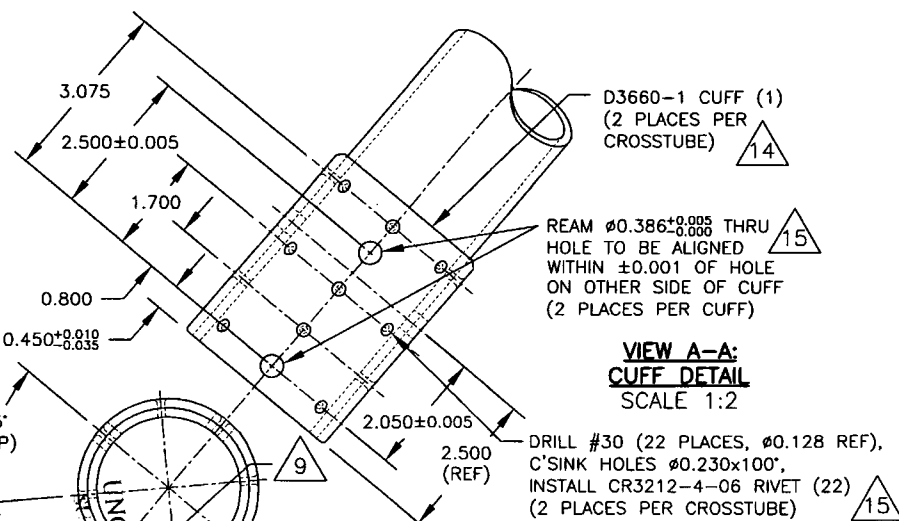 3.075
2.500±0.005
1.700
0.800
0.450+0.010
-0.035
D3660-1 CUFF (1)
(2 PLACES PER
CROSSTUBE)
14
REAM ø0.386+0.005 THRU
-0.000
HOLE TO BE ALIGNED
WITHIN ±0.001 OF HOLE
ON OTHER SIDE OF CUFF
(2 PLACES PER CUFF)
15
VIEW A-A:
CUFF DETAIL
SCALE 1:2
2.050±0.005
2.500
(REF)
DRILL #30 (22 PLACES, ø0.128 REF),
C'SINK HOLES ø0.230x100°,
INSTALL CR3212-4-06 RIVET (22)
(2 PLACES PER CROSSTUBE)
15
9
P)
UNC